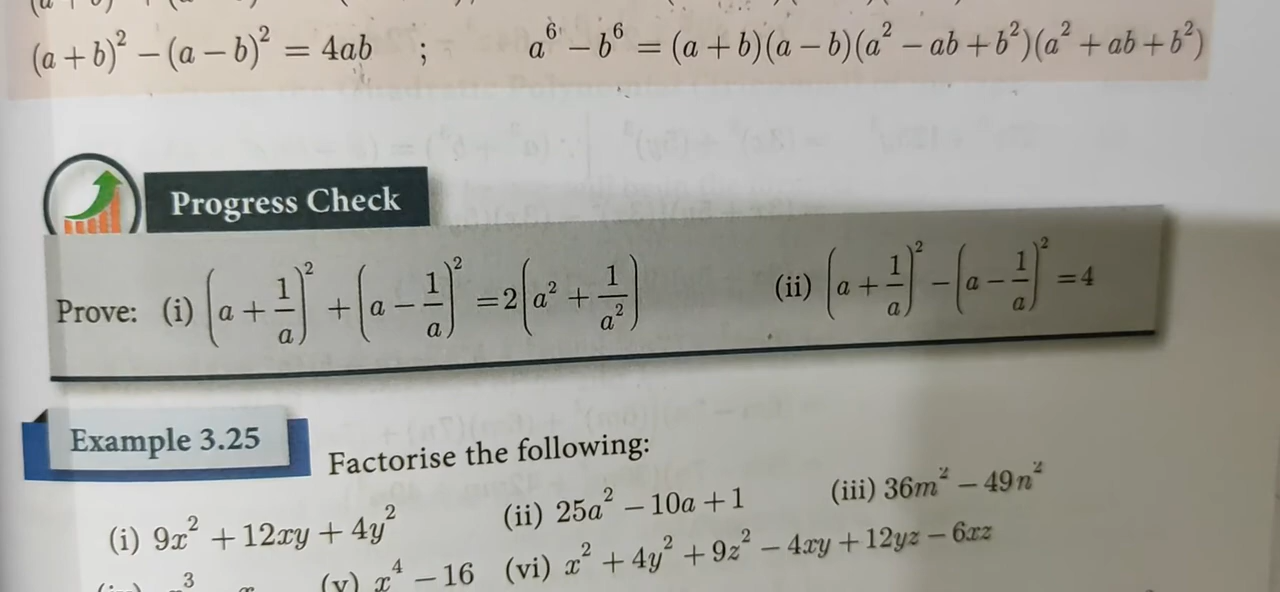 (a + b)² − (a − b)² = 4ab ; a⁶ − b⁶ = (a + b)(a − b)(a² − ab + b²)(a² + ab + b²)
Progress Check
Prove: (i) (a + 1/a)² + (a − 1/a)² = 2(a² + 1/a²) (ii) (a + 1/a)² − (a − 1/a)² = 4
Example 3.25
Factorise the following:
(i) 9x² + 12xy + 4y² (ii) 25a² − 10a + 1 (iii) 36m² − 49n²
(v) x⁴ − 16 (vi) x² + 4y² + 9z² − 4xy + 12yz − 6xz